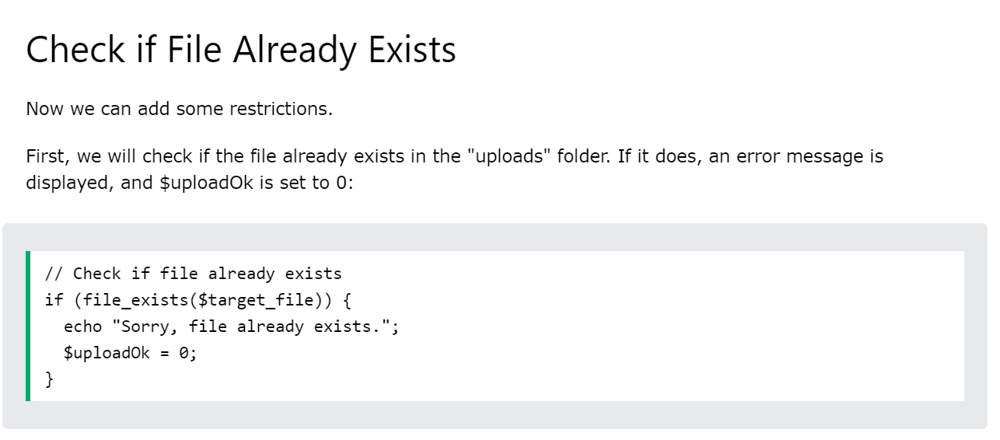 Check if File Already Exists
Now we can add some restrictions.
First, we will check if the file already exists in the "uploads" folder. If it does, an error message is
displayed, and $uploadOk is set to 0:
// Check if file already exists
if (file_exists($target_file)) {
  echo "Sorry, file already exists.";
  $uploadOk = 0;
}